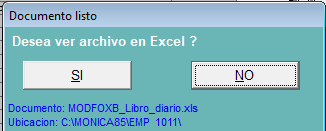 Documento listo
Desea ver archivo en Excel ?
SI
NO
Documento: MODFOXB_Libro_diario.xls
Ubicacion: C:\MONICA85\EMP_1011\